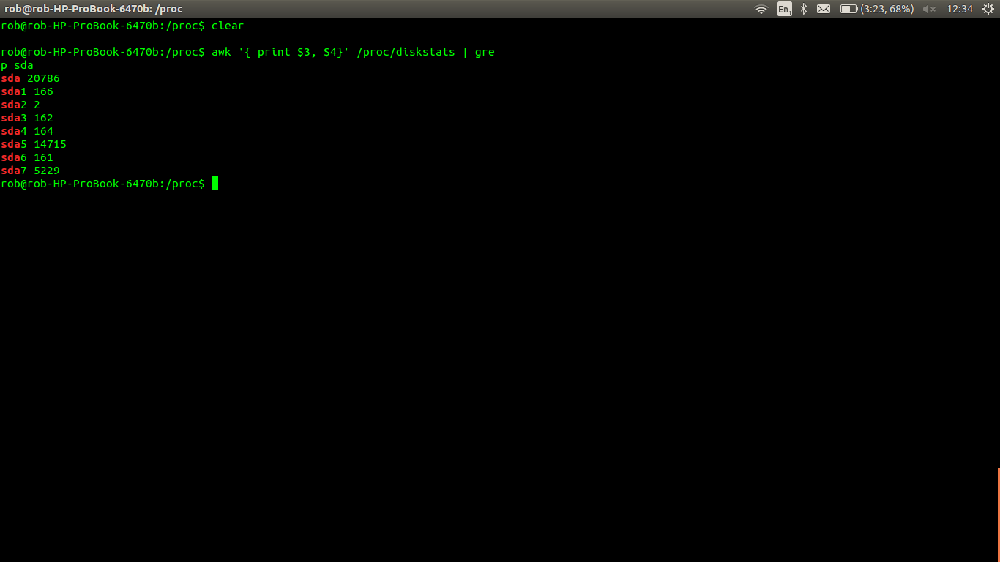 rob@rob-HP-ProBook-6470b: /proc
En1
(3:23, 68%)
12:34
rob@rob-HP-ProBook-6470b:/proc$ clear
rob@rob-HP-ProBook-6470b:/proc$ awk '{ print $3, $4}' /proc/diskstats | gre
p sda
sda 20786
sda1 166
sda2 2
sda3 162
sda4 164
sda5 14715
sda6 161
sda7 5229
rob@rob-HP-ProBook-6470b:/proc$